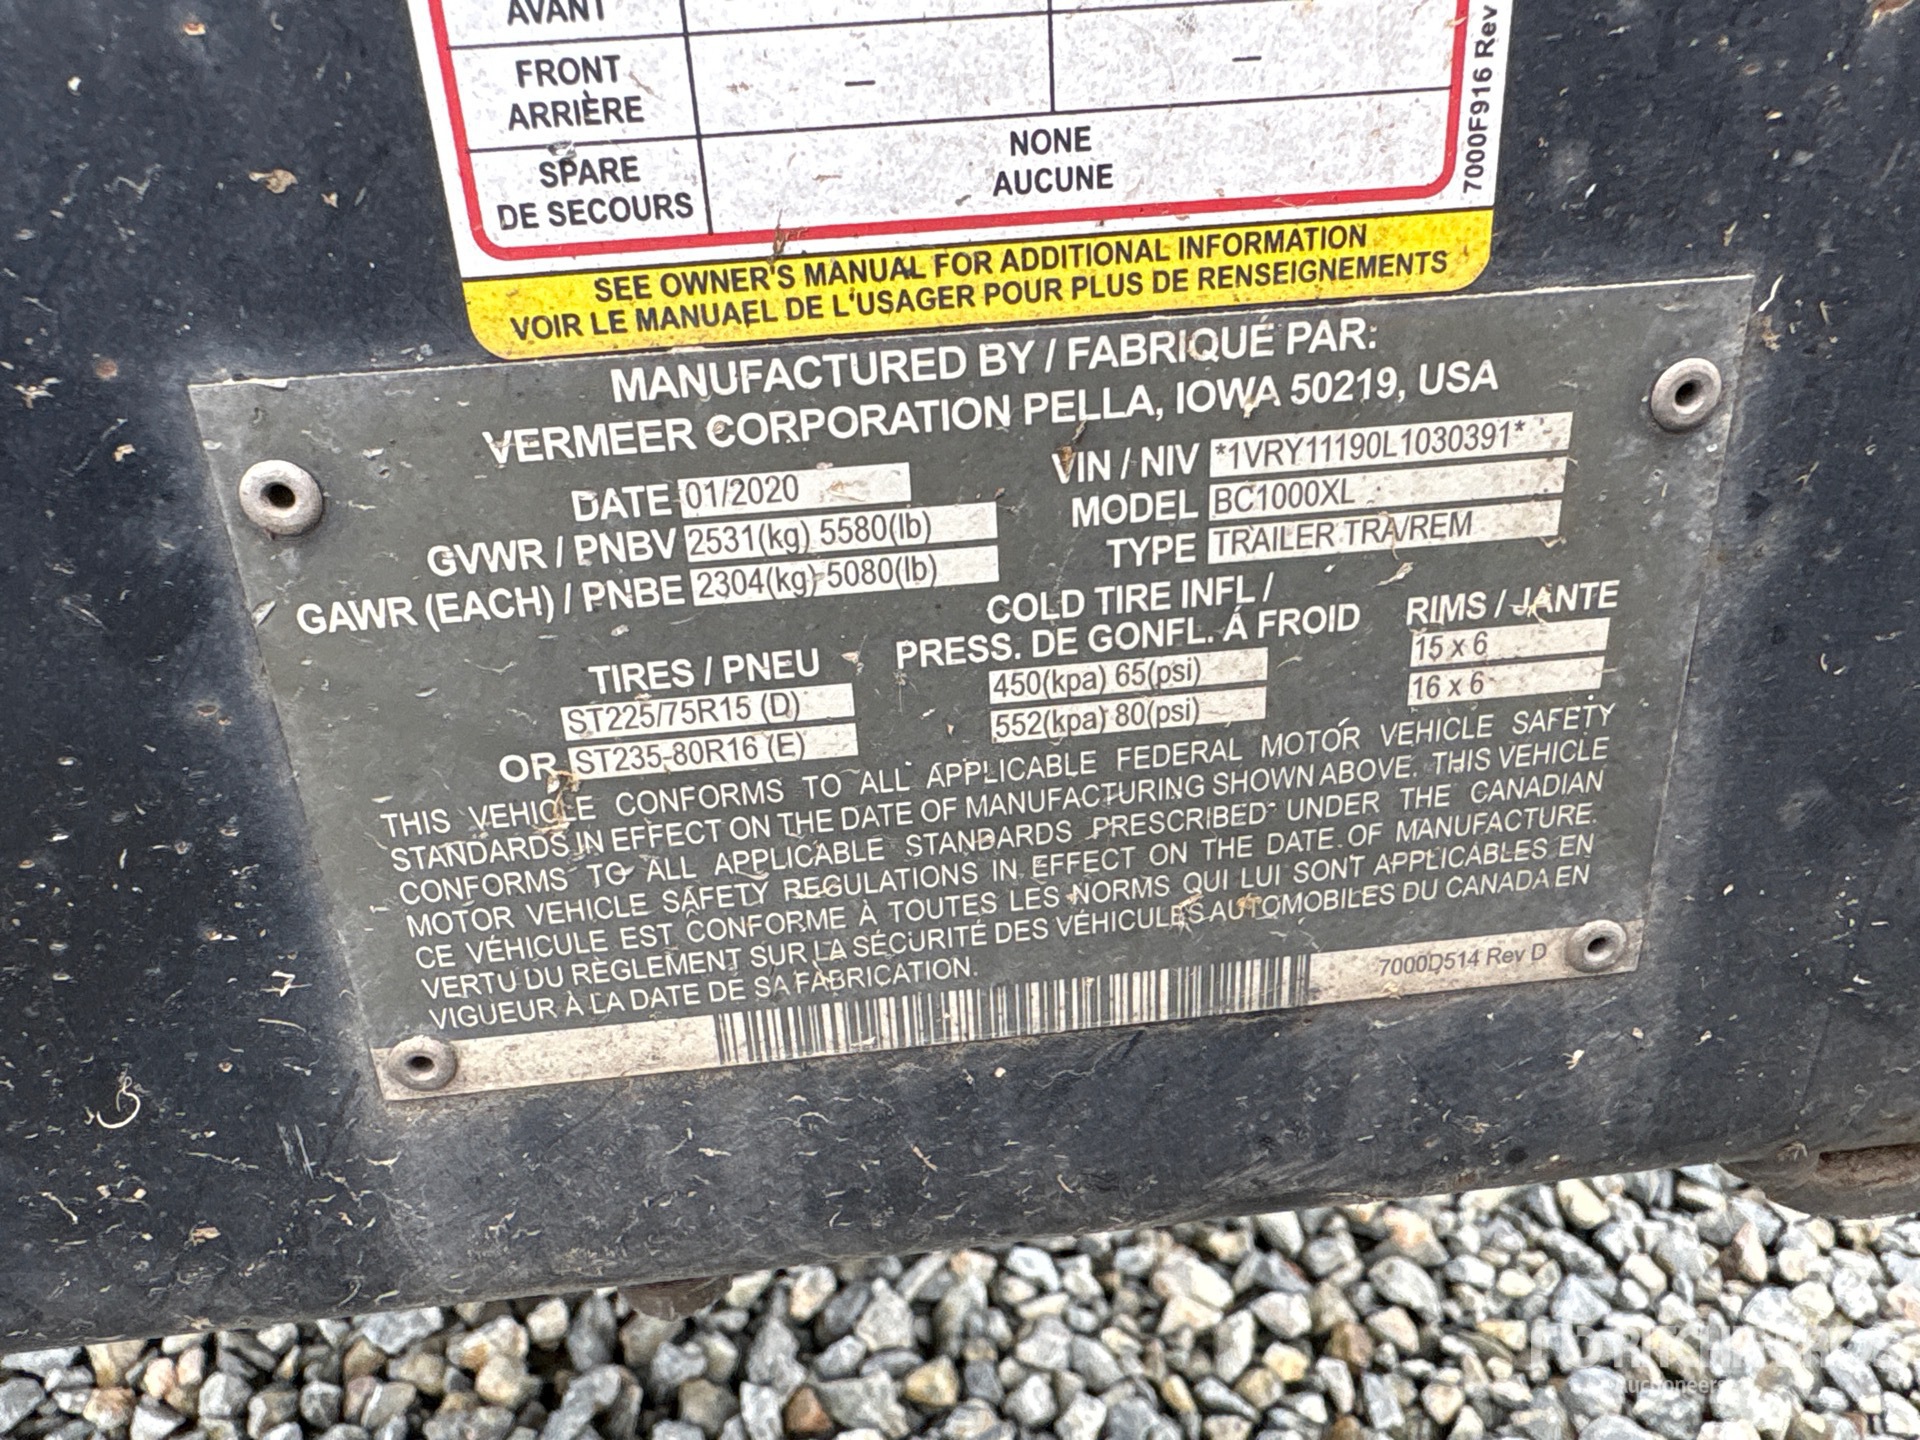 AVANT
FRONT
ARRIÈRE
— —
SPARE
DE SECOURS
NONE
AUCUNE
7000F916 Rev
SEE OWNER'S MANUAL FOR ADDITIONAL INFORMATION
VOIR LE MANUAEL DE L'USAGER POUR PLUS DE RENSEIGNEMENTS
MANUFACTURED BY / FABRIQUÉ PAR:
VERMEER CORPORATION PELLA, IOWA 50219, USA
DATE 01/2020
VIN / NIV *1VRY11190L1030391*
GVWR / PNBV 2531(kg) 5580(lb)
MODEL BC1000XL
GAWR (EACH) / PNBE 2304(kg) 5080(lb)
TYPE TRAILER TRA/REM
TIRES / PNEU
COLD TIRE INFL /
PRESS. DE GONFL. Á FROID
RIMS / JANTE
ST225/75R15 (D) 450(kpa) 65(psi) 15 x 6
OR ST235-80R16 (E) 552(kpa) 80(psi) 16 x 6
THIS VEHICLE CONFORMS TO ALL APPLICABLE FEDERAL MOTOR VEHICLE SAFETY
STANDARDS IN EFFECT ON THE DATE OF MANUFACTURING SHOWN ABOVE. THIS VEHICLE
CONFORMS TO ALL APPLICABLE STANDARDS PRESCRIBED UNDER THE CANADIAN
MOTOR VEHICLE SAFETY REGULATIONS IN EFFECT ON THE DATE OF MANUFACTURE.
CE VÉHICULE EST CONFORME À TOUTES LES NORMS QUI LUI SONT APPLICABLES EN
VERTU DU RÈGLEMENT SUR LA SÉCURITÉ DES VÉHICULES AUTOMOBILES DU CANADA EN
VIGUEUR À LA DATE DE SA FABRICATION.
7000D514 Rev D
Auctioneers